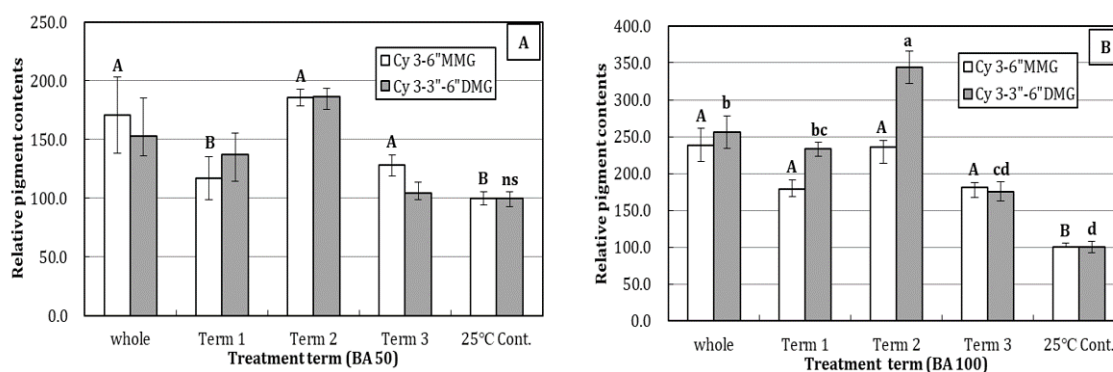 250.0
200.0
150.0
100.0
50.0
0.0
Relative pigment contents
A
Cy 3-6"MMG
Cy 3-3"-6"DMG
A
B
A
A
B
ns
whole
Term 1
Term 2
Term 3
25℃ Cont.
Treatment term (BA 50)
400.0
350.0
300.0
250.0
200.0
150.0
100.0
50.0
0.0
Relative pigment contents
B
Cy 3-6"MMG
Cy 3-3"-6"DMG
A
b
A
bc
A
a
A
cd
B
d
whole
Term 1
Term 2
Term 3
25℃ Cont.
Treatment term (BA 100)